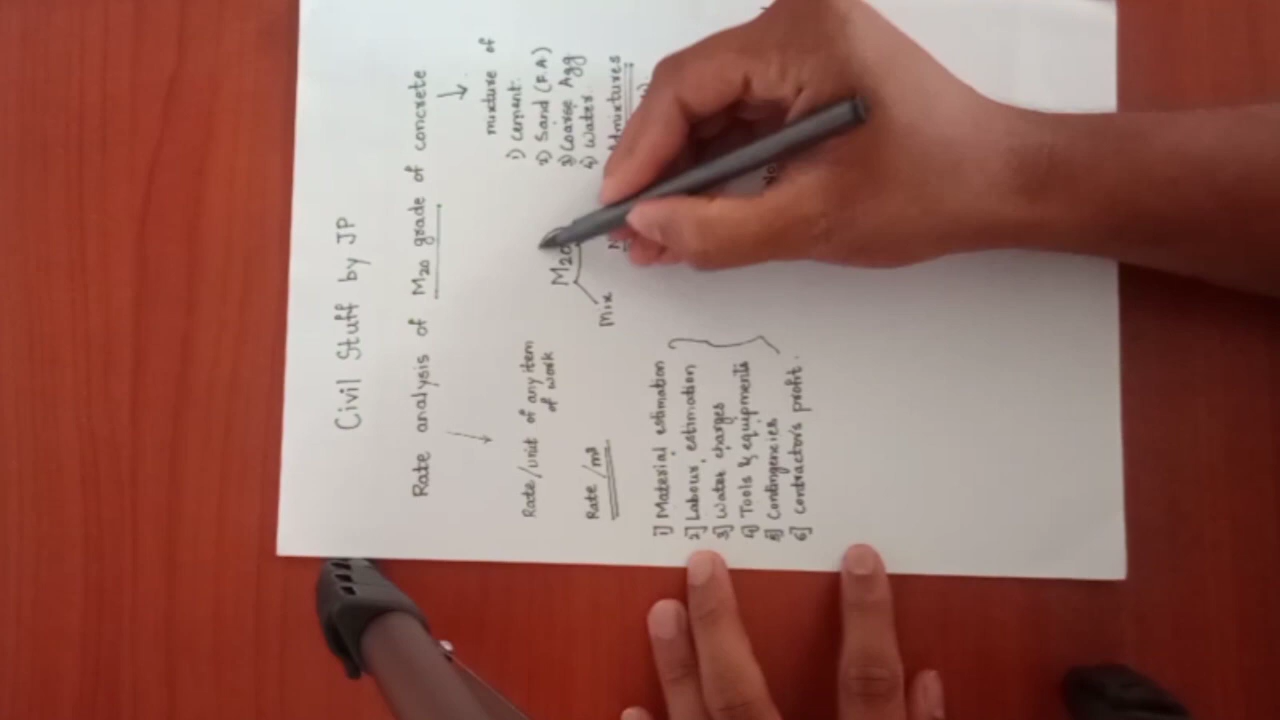 Civil Stuff by JP
Rate analysis of M20 grade of concrete
Rate/unit of any item
of work
Rate/m³
1] Material estimation
2] Labour estimation
3] Water charges
4] Tools & equipments
5] Contingencies
6] Contractors profit.
mixture of
1) Cement.
2) Sand (F.A)
3) Coarse Agg
4) Water
Admixtures
M20
Mix